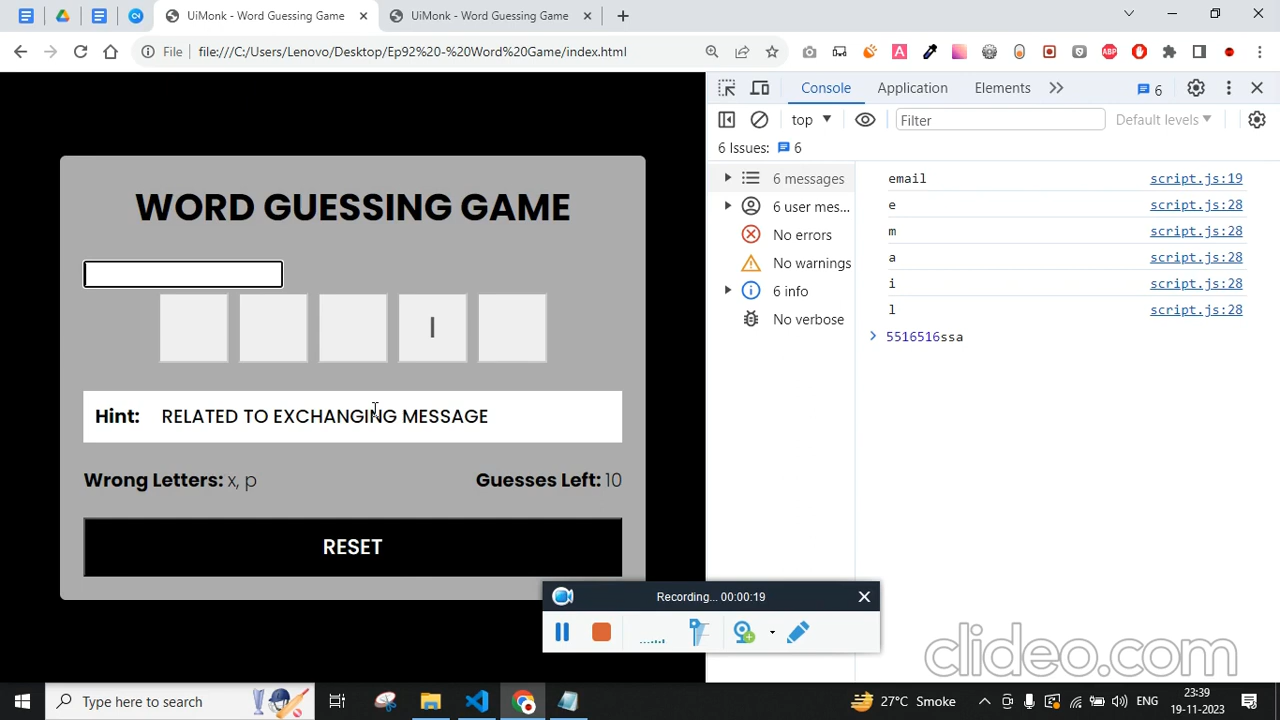 UiMonk - Word Guessing Game
UiMonk - Word Guessing Game
File file:///C:/Users/Lenovo/Desktop/Ep92%20-%20Word%20Game/index.html
A ABP
Console Application Elements 6
top Filter Default levels
6 Issues: 6
6 messages
6 user mes...
No errors
No warnings
6 info
No verbose
email script.js:19
e script.js:28
m script.js:28
a script.js:28
i script.js:28
l script.js:28
5516516ssa
WORD GUESSING GAME
l
Hint: RELATED TO EXCHANGING MESSAGE
Wrong Letters: x, p Guesses Left: 10
RESET
Recording... 00:00:19
clideo.com
Type here to search
27°C Smoke
ENG
23:39
19-11-2023